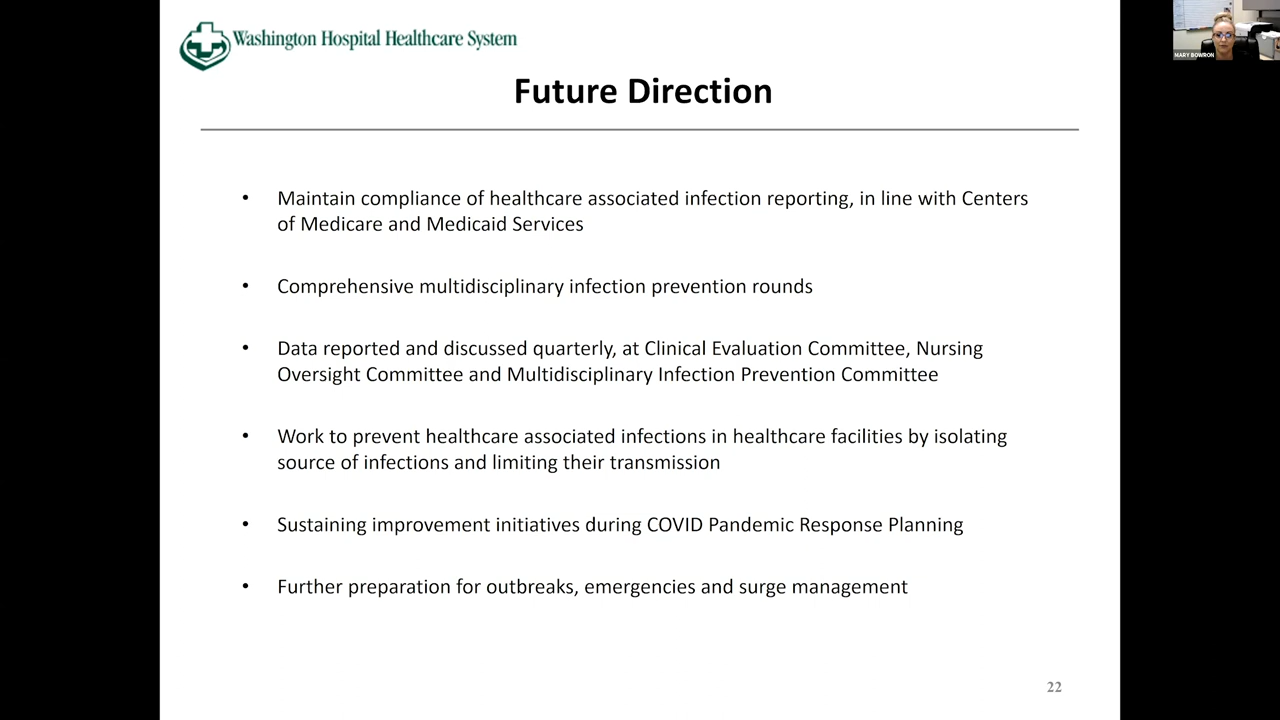 Washington Hospital Healthcare System
MARY BOWRON
Future Direction
• Maintain compliance of healthcare associated infection reporting, in line with Centers
of Medicare and Medicaid Services
• Comprehensive multidisciplinary infection prevention rounds
• Data reported and discussed quarterly, at Clinical Evaluation Committee, Nursing
Oversight Committee and Multidisciplinary Infection Prevention Committee
• Work to prevent healthcare associated infections in healthcare facilities by isolating
source of infections and limiting their transmission
• Sustaining improvement initiatives during COVID Pandemic Response Planning
• Further preparation for outbreaks, emergencies and surge management
22